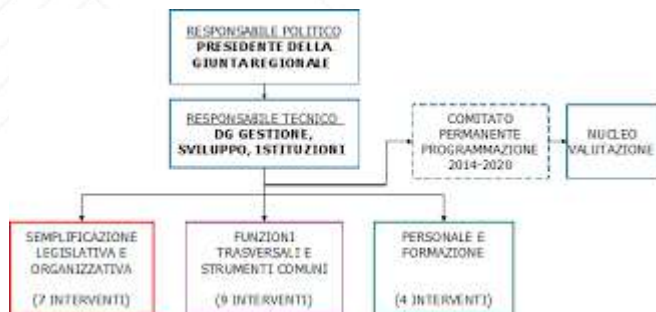 RESPONSABILE POLITICO
PRESIDENTE DELLA
GIUNTA REGIONALE
RESPONSABILE TECNICO
DG GESTIONE,
SVILUPPO, ISTITUZIONI
COMITATO
PERMANENTE
PROGRAMMAZIONE
2014-2020
NUCLEO
VALUTAZIONE
SEMPLIFICAZIONE
LEGISLATIVA E
ORGANIZZATIVA
(7 INTERVENTI)
FUNZIONI
TRASVERSALI E
STRUMENTI COMUNI
(9 INTERVENTI)
PERSONALE E
FORMAZIONE
(4 INTERVENTI)